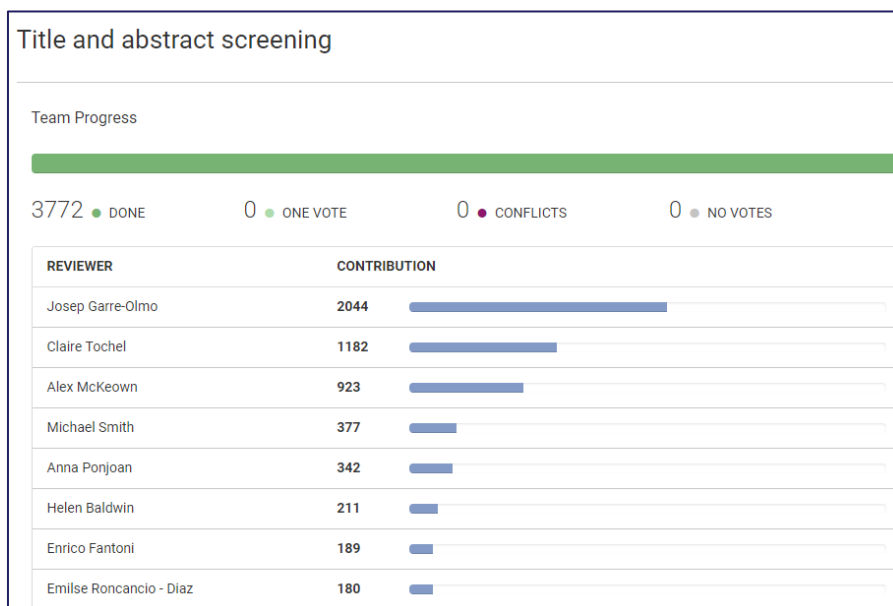 Title and abstract screening
Team Progress
3772 DONE 0 ONE VOTE 0 CONFLICTS 0 NO VOTES
REVIEWER CONTRIBUTION
Josep Garre-Olmo 2044
Claire Tochel 1182
Alex McKeown 923
Michael Smith 377
Anna Ponjoan 342
Helen Baldwin 211
Enrico Fantoni 189
Emilse Roncancio - Diaz 180